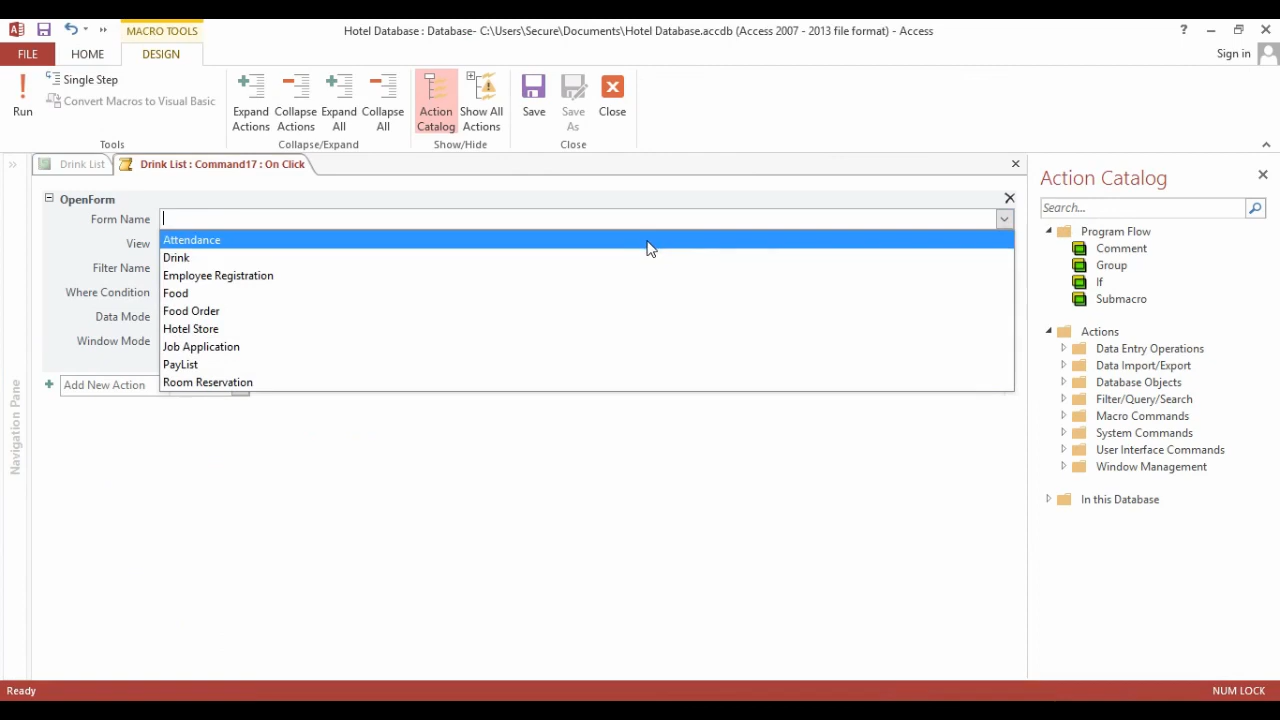 MACRO TOOLS
Hotel Database : Database- C:\Users\Secure\Documents\Hotel Database.accdb (Access 2007 - 2013 file format) - Access
?
FILE
HOME
DESIGN
Sign in
Run
Single Step
Convert Macros to Visual Basic
Tools
Expand Actions
Collapse Actions
Expand All
Collapse All
Collapse/Expand
Action Catalog
Show All Actions
Show/Hide
Save
Save As
Close
Close
Drink List
Drink List : Command17 : On Click
OpenForm
Form Name
View
Filter Name
Where Condition
Data Mode
Window Mode
Attendance
Drink
Employee Registration
Food
Food Order
Hotel Store
Job Application
PayList
Room Reservation
Add New Action
Navigation Pane
Action Catalog
Search...
Program Flow
Comment
Group
If
Submacro
Actions
Data Entry Operations
Data Import/Export
Database Objects
Filter/Query/Search
Macro Commands
System Commands
User Interface Commands
Window Management
In this Database
Ready
NUM LOCK